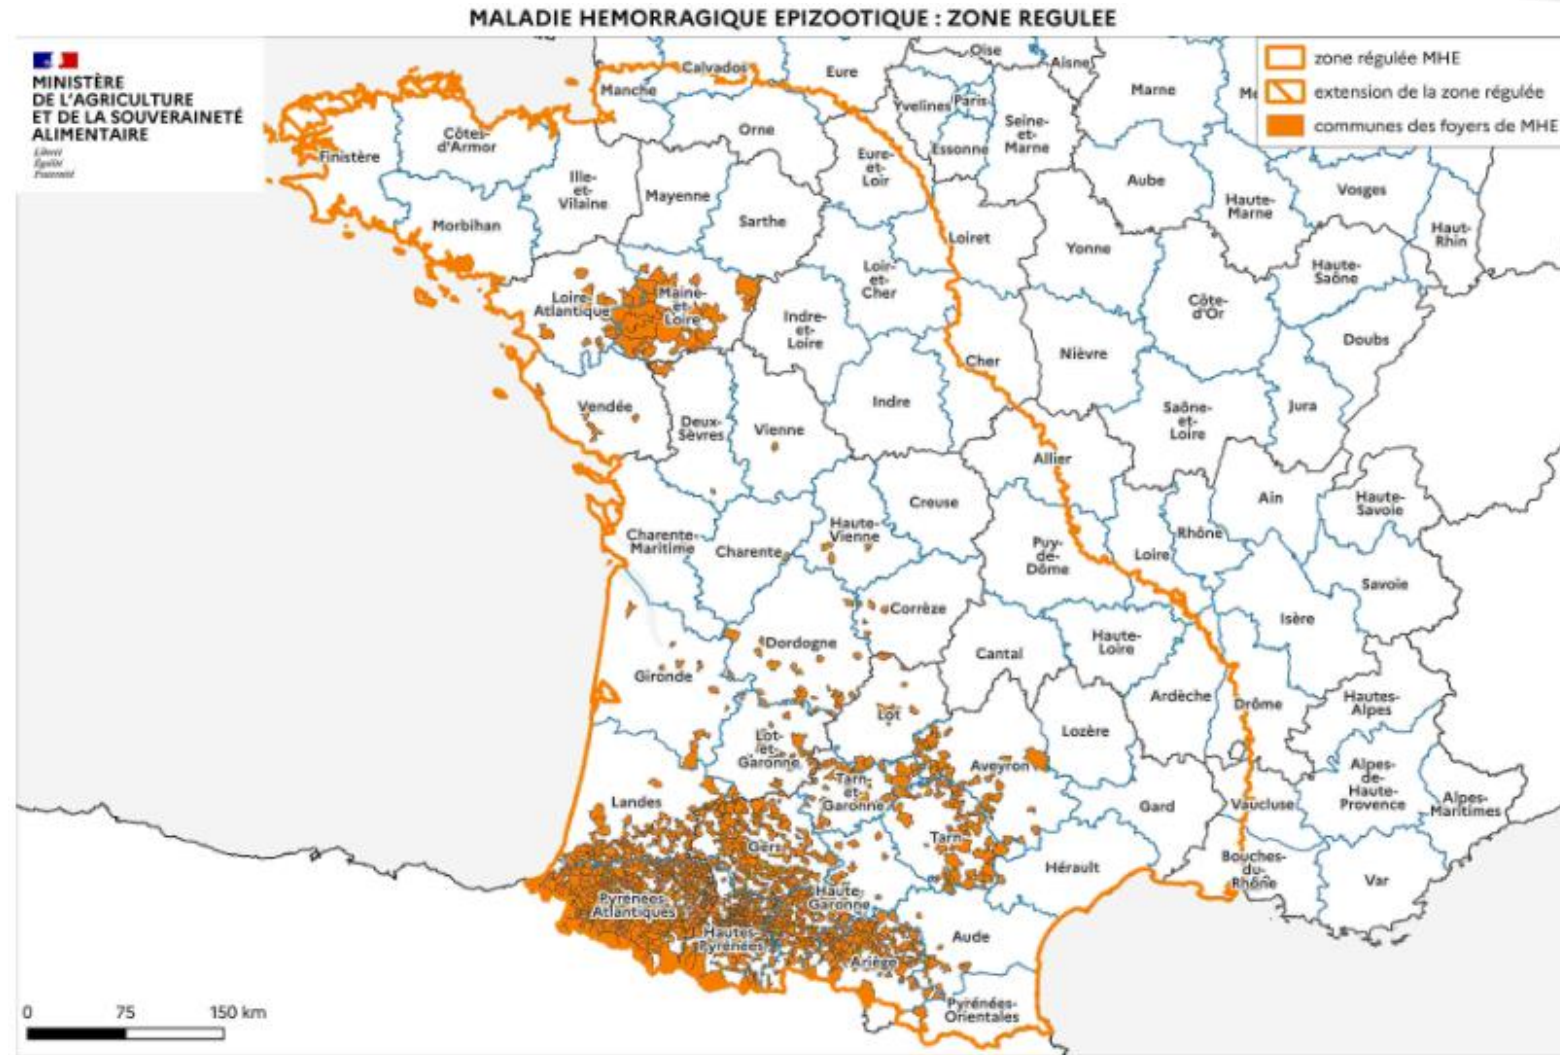 MALADIE HEMORRAGIQUE EPIZOOTIQUE : ZONE REGULEE
MINISTÈRE
DE L'AGRICULTURE
ET DE LA SOUVERAINETÉ
ALIMENTAIRE
Liberté
Égalité
Fraternité
zone régulée MHE
extension de la zone régulée
communes des foyers de MHE
Oise
Aisne
Calvados
Eure
Manche
Marne
Yvelines
Paris
Seine-
et-
Marne
Orne
Essonne
Côtes-
d'Armor
Finistère
Eure-
et-
Loir
Ille-
et-
Vilaine
Mayenne
Sarthe
Aube
Haute-
Marne
Vosges
Haut-
Rhin
Morbihan
Loiret
Yonne
Loir-
et-
Cher
Haute-
Saône
Loire-
Atlantique
Maine-
et-
Loire
Indre-
et-
Loire
Côte-
d'Or
Doubs
Cher
Nièvre
Vendée
Deux-
Sèvres
Vienne
Indre
Saône-
et-
Loire
Jura
Allier
Creuse
Ain
Haute-
Savoie
Charente-
Maritime
Charente
Haute-
Vienne
Puy-
de-
Dôme
Loire
Rhône
Savoie
Corrèze
Isère
Dordogne
Cantal
Haute-
Loire
Gironde
Ardèche
Drôme
Hautes-
Alpes
Lot
Lozère
Lot-
et-
Garonne
Aveyron
Tarn-
et-
Garonne
Alpes-
de-
Haute-
Provence
Alpes-
Maritimes
Landes
Gard
Vaucluse
Gers
Tarn
Hérault
Bouches-
du-
Rhône
Var
Pyrénées-
Atlantiques
Haute-
Garonne
Hautes-
Pyrénées
Aude
Ariège
Pyrénées-
Orientales
0 75 150 km